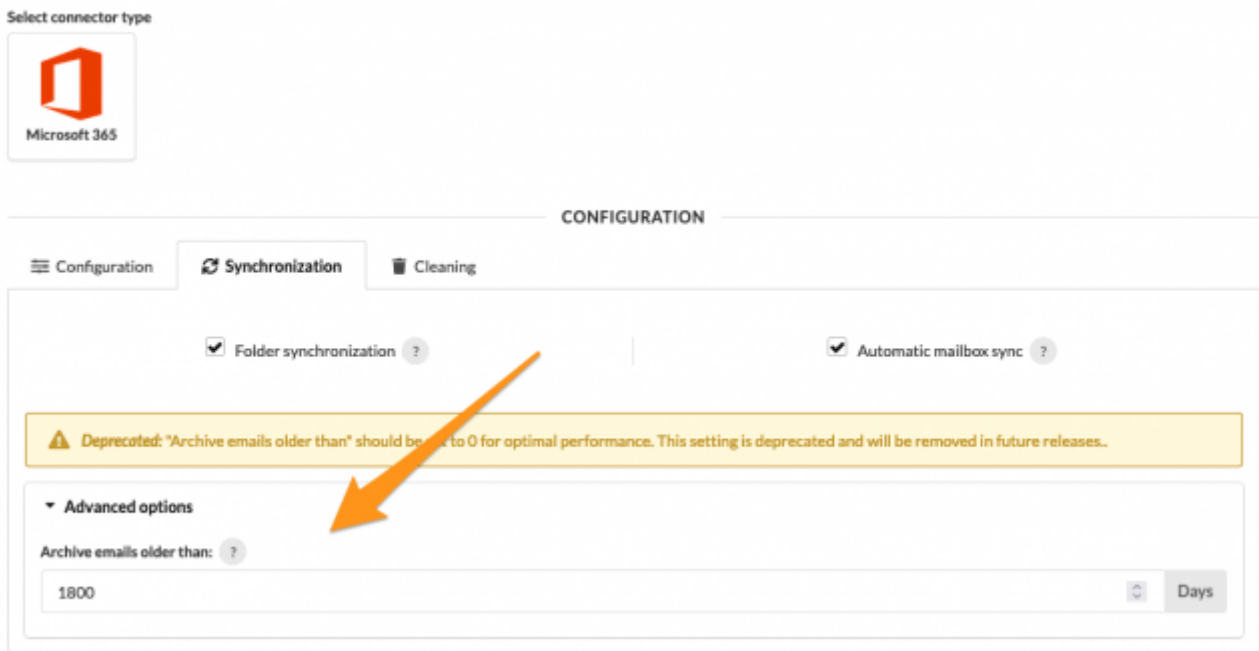 Select connector type
Microsoft 365
CONFIGURATION
Configuration Synchronization Cleaning
Folder synchronization ? Automatic mailbox sync ?
Deprecated: "Archive emails older than" should be to 0 for optimal performance. This setting is deprecated and will be removed in future releases..
Advanced options
Archive emails older than: ?
1800 Days